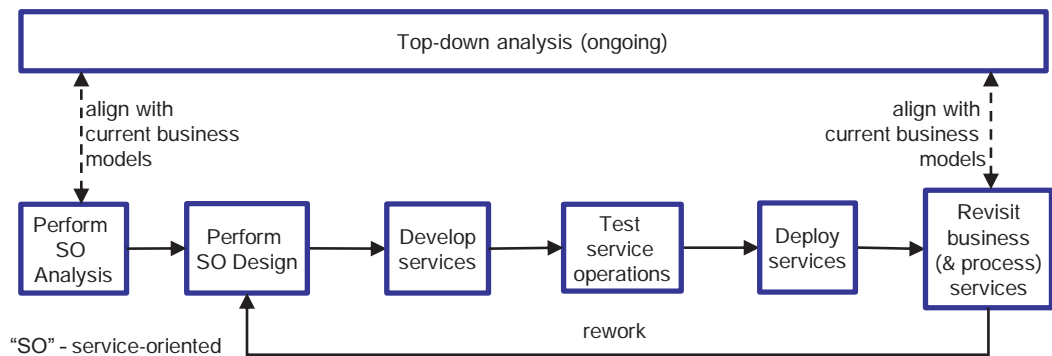 Top-down analysis (ongoing)
align with
current business
models
align with
current business
models
Perform
SO
Analysis
Perform
SO Design
Develop
services
Test
service
operations
Deploy
services
Revisit
business
(& process)
services
rework
“SO” – service-oriented